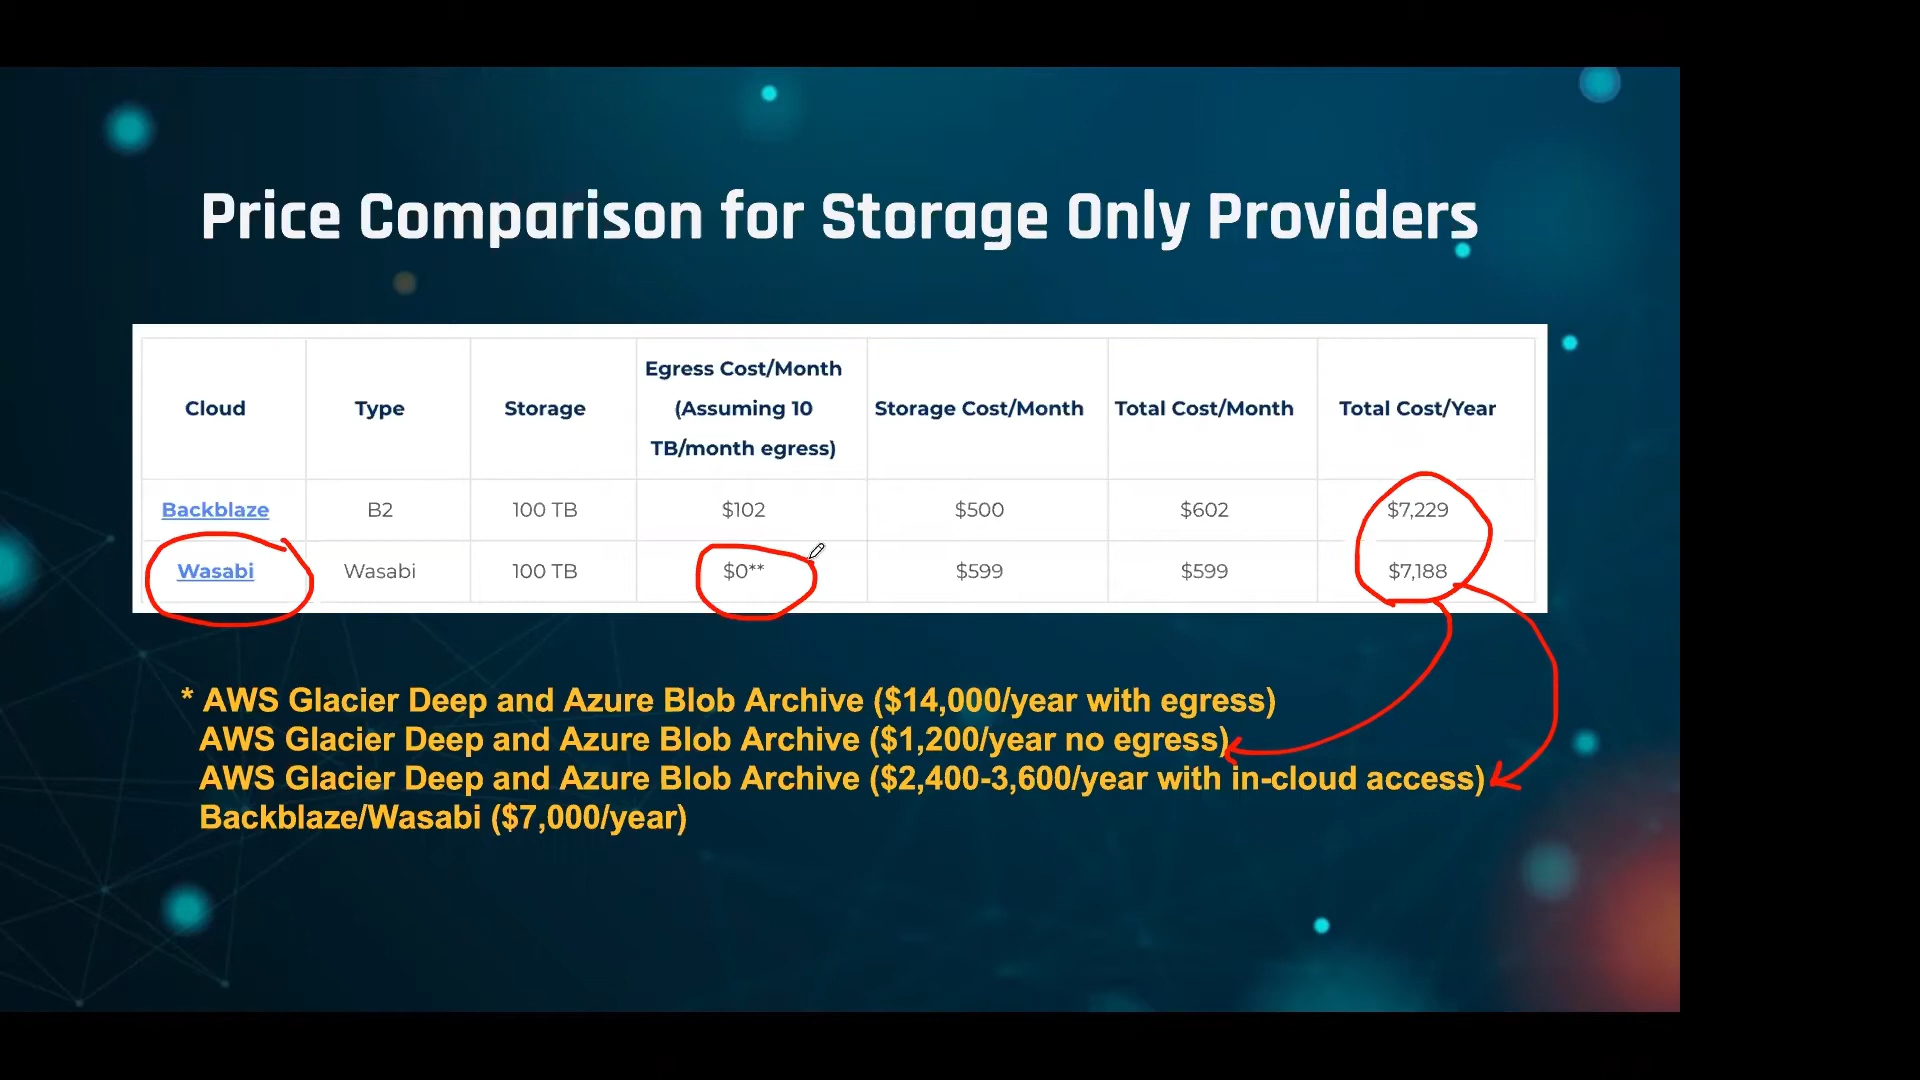 Price Comparison for Storage Only Providers
Cloud Type Storage Egress Cost/Month (Assuming 10 TB/month egress) Storage Cost/Month Total Cost/Month Total Cost/Year
Backblaze B2 100 TB $102 $500 $602 $7,229
Wasabi Wasabi 100 TB $0** $599 $599 $7,188
* AWS Glacier Deep and Azure Blob Archive ($14,000/year with egress)
AWS Glacier Deep and Azure Blob Archive ($1,200/year no egress)
AWS Glacier Deep and Azure Blob Archive ($2,400-3,600/year with in-cloud access)
Backblaze/Wasabi ($7,000/year)